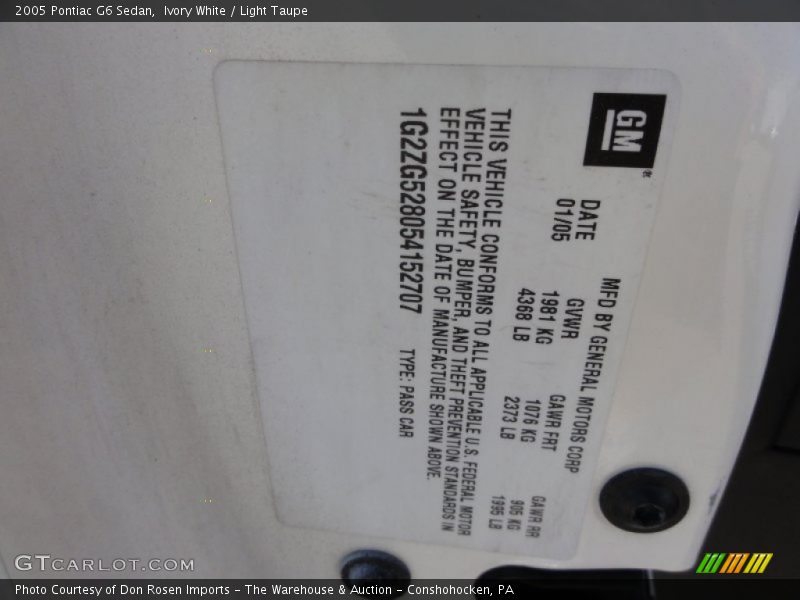 2005 Pontiac G6 Sedan,  Ivory White / Light Taupe
GM
®
MFD BY GENERAL MOTORS CORP
DATE GVWR GAWR FRT GAWR RR
01/05 1981 KG 1076 KG 905 KG
4368 LB 2373 LB 1995 LB
THIS VEHICLE CONFORMS TO ALL APPLICABLE U.S. FEDERAL MOTOR
VEHICLE SAFETY, BUMPER, AND THEFT PREVENTION STANDARDS IN
EFFECT ON THE DATE OF MANUFACTURE SHOWN ABOVE.
1G2ZG528054152707 TYPE: PASS CAR
GTCARLOT.COM
Photo Courtesy of Don Rosen Imports - The Warehouse & Auction - Conshohocken, PA